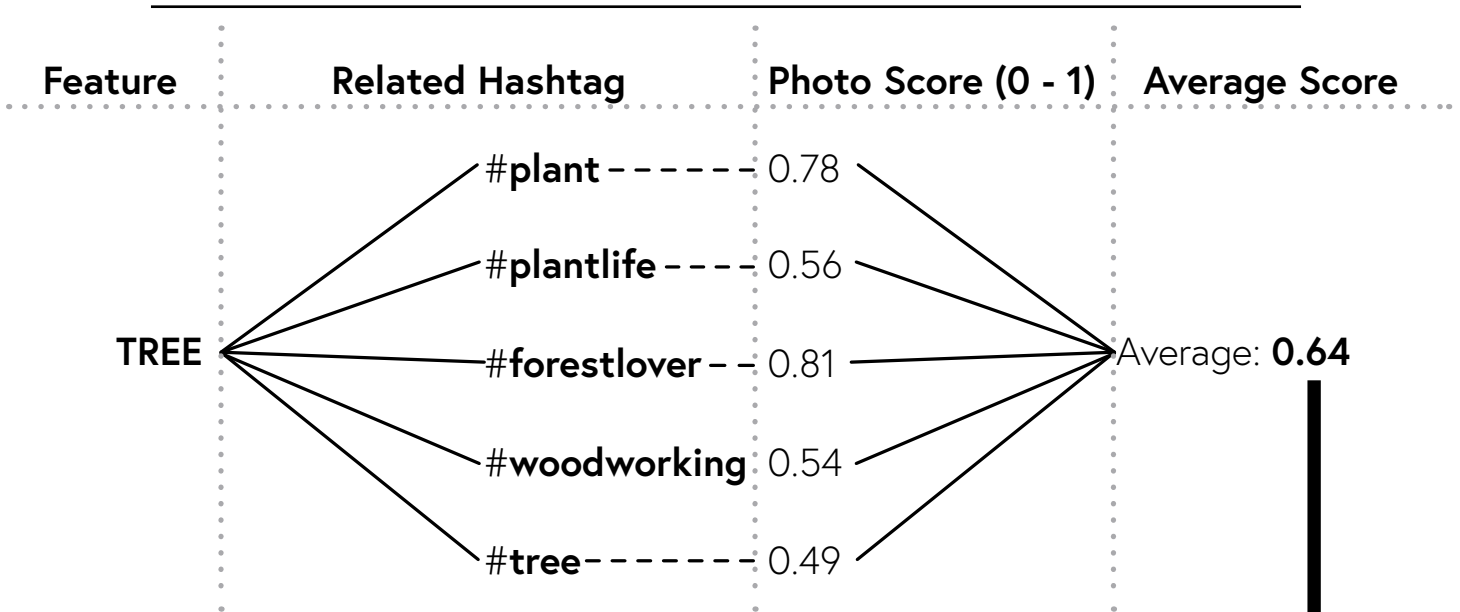 Feature Related Hashtag Photo Score (0 - 1) Average Score
#plant 0.78
#plantlife 0.56
TREE Average: 0.64
#forestlover 0.81
#woodworking 0.54
#tree 0.49